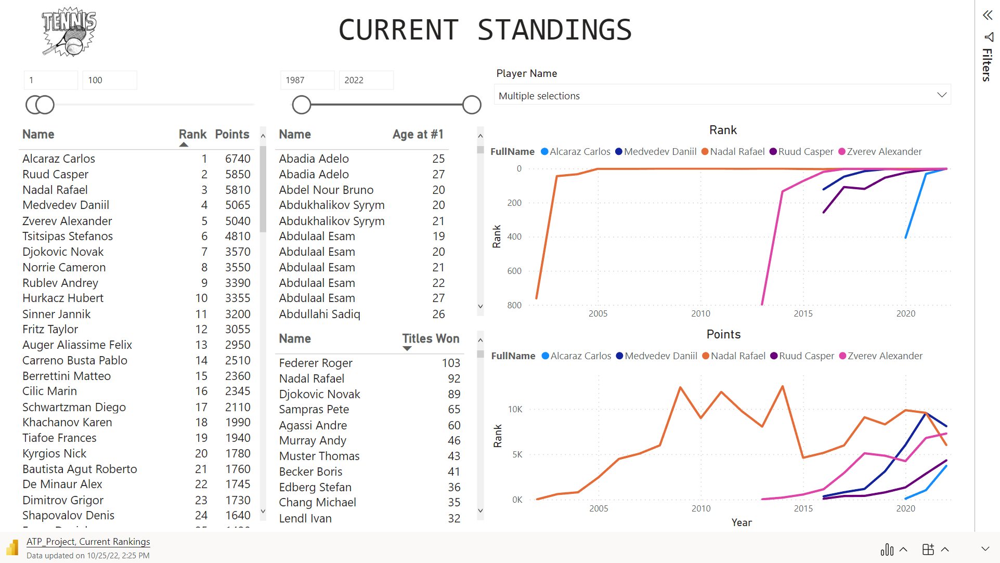 TENNIS
CURRENT STANDINGS
1
100
1987
2022
Player Name
Multiple selections
Filters
Name Rank Points
Alcaraz Carlos 1 6740
Ruud Casper 2 5850
Nadal Rafael 3 5810
Medvedev Daniil 4 5065
Zverev Alexander 5 5040
Tsitsipas Stefanos 6 4810
Djokovic Novak 7 3570
Norrie Cameron 8 3550
Rublev Andrey 9 3390
Hurkacz Hubert 10 3355
Sinner Jannik 11 3200
Fritz Taylor 12 3055
Auger Aliassime Felix 13 2950
Carreno Busta Pablo 14 2510
Berrettini Matteo 15 2360
Cilic Marin 16 2345
Schwartzman Diego 17 2110
Khachanov Karen 18 1990
Tiafoe Frances 19 1940
Kyrgios Nick 20 1780
Bautista Agut Roberto 21 1760
De Minaur Alex 22 1745
Dimitrov Grigor 23 1730
Shapovalov Denis 24 1640
Name Age at #1
Abadia Adelo 25
Abadia Adelo 27
Abdel Nour Bruno 20
Abdukhalikov Syrym 20
Abdukhalikov Syrym 21
Abdulaal Esam 19
Abdulaal Esam 20
Abdulaal Esam 21
Abdulaal Esam 22
Abdulaal Esam 27
Abdullahi Sadiq 26
Name Titles Won
Federer Roger 103
Nadal Rafael 92
Djokovic Novak 89
Sampras Pete 65
Agassi Andre 60
Murray Andy 46
Muster Thomas 43
Becker Boris 41
Edberg Stefan 36
Chang Michael 35
Lendl Ivan 32
Rank
FullName Alcaraz Carlos Medvedev Daniil Nadal Rafael Ruud Casper Zverev Alexander
0
200
400
600
800
Rank
2005 2010 2015 2020
Points
FullName Alcaraz Carlos Medvedev Daniil Nadal Rafael Ruud Casper Zverev Alexander
10K
5K
0K
Rank
2005 2010 2015 2020
Year
ATP_Project, Current Rankings
Data updated on 10/25/22, 2:25 PM